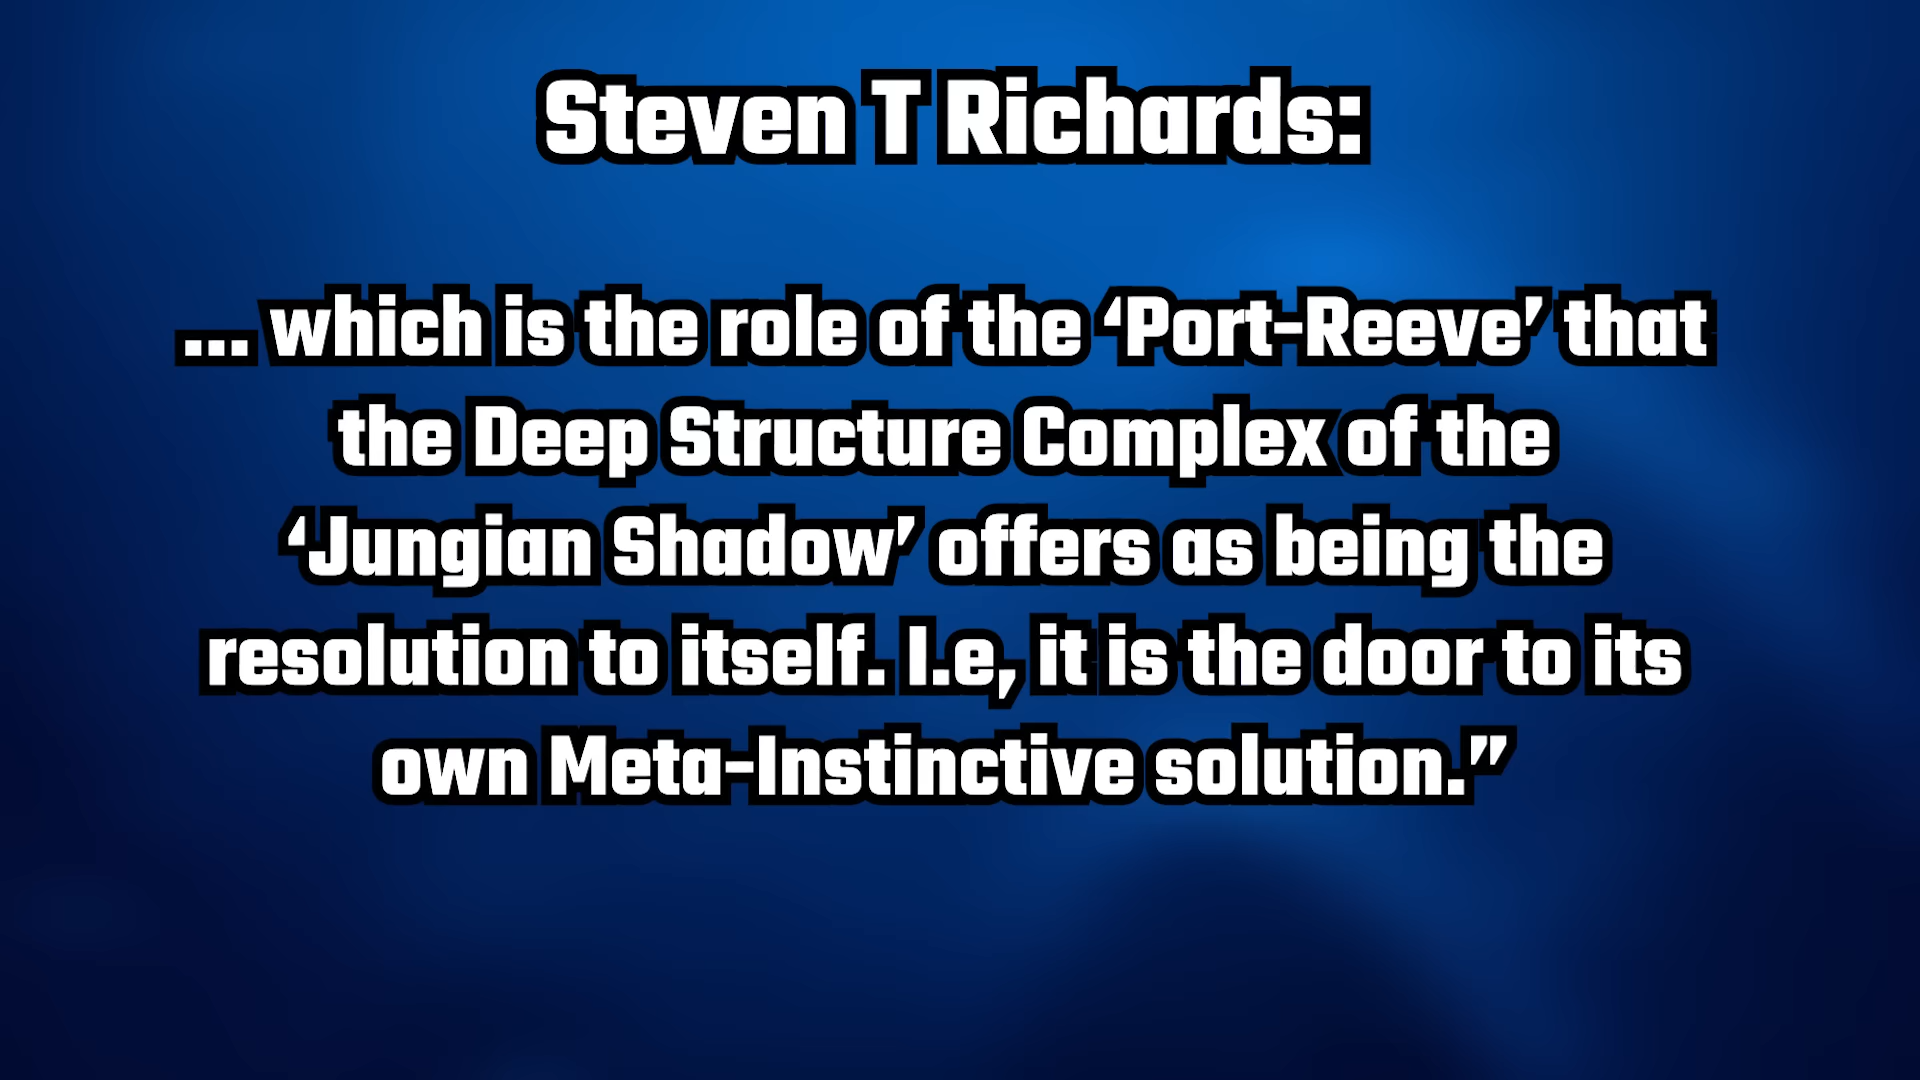 Steven T Richards:
... which is the role of the ‘Port-Reeve’ that
the Deep Structure Complex of the
‘Jungian Shadow’ offers as being the
resolution to itself. I.e, it is the door to its
own Meta-Instinctive solution.”